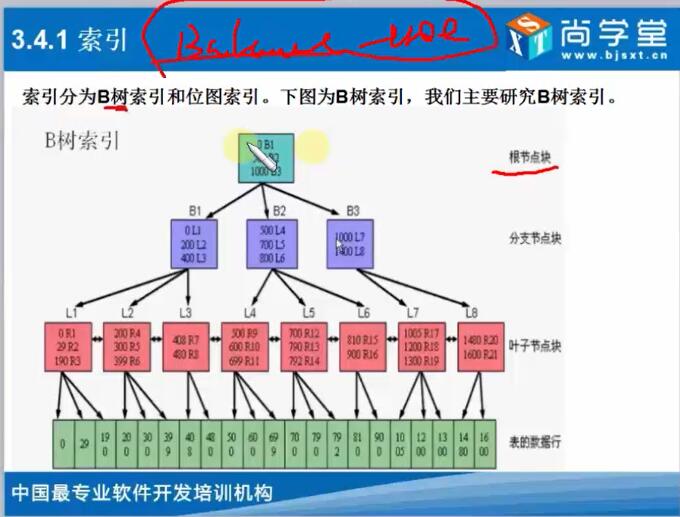 3.4.1 索引
尚学堂
www.bjsxt.cn
索引分为B树索引和位图索引。下图为B树索引，我们主要研究B树索引。
B树索引
0 B1
1000 B3
根节点块
B1 B2 B3
0 L1
200 L2
400 L3
500 L4
700 L5
800 L6
1000 L7
1400 L8
分支节点块
L1 L2 L3 L4 L5 L6 L7 L8
0 R1
29 R2
190 R3
200 R4
300 R5
399 R6
408 R7
480 R8
500 R9
600 R10
699 R11
700 R12
790 R13
792 R14
810 R15
900 R16
1005 R17
1200 R18
1300 R19
1480 R20
1600 R21
叶子节点块
0 29 190 200 300 399 408 480 500 600 699 700 790 792 810 900 1005 1200 1300 1480 1600
表的数据行
中国最专业软件开发培训机构